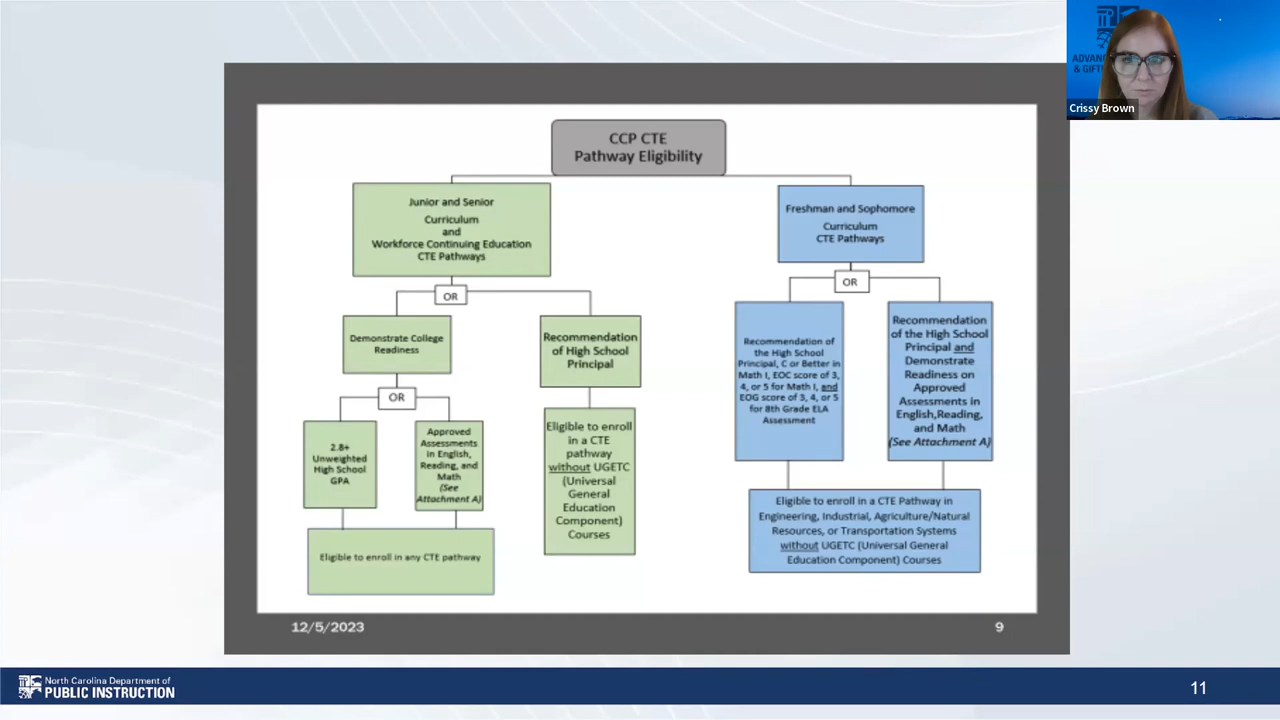 ADVAN
& GIFT
Crissy Brown
CCP CTE
Pathway Eligibility
Junior and Senior
Curriculum
and
Workforce Continuing Education
CTE Pathways
Freshman and Sophomore
Curriculum
CTE Pathways
OR
OR
Demonstrate College
Readiness
Recommendation
of High School
Principal
Recommendation of
the High School
Principal, C or Better in
Math I, EOC score of 3,
4, or 5 for Math I, and
EOG score of 3, 4, or 5
for 8th Grade ELA
Assessment
Recommendation
of the High School
Principal and
Demonstrate
Readiness on
Approved
Assessments in
English,Reading,
and Math
(See Attachment A)
OR
2.8+
Unweighted
High School
GPA
Approved
Assessments
in English,
Reading, and
Math
(See
Attachment A)
Eligible to enroll
in a CTE
pathway
without UGETC
(Universal
General
Education
Component)
Courses
Eligible to enroll in any CTE pathway
Eligible to enroll in a CTE Pathway in
Engineering, Industrial, Agriculture/Natural
Resources, or Transportation Systems
without UGETC (Universal General
Education Component) Courses
12/5/2023
9
North Carolina Department of
PUBLIC INSTRUCTION
11